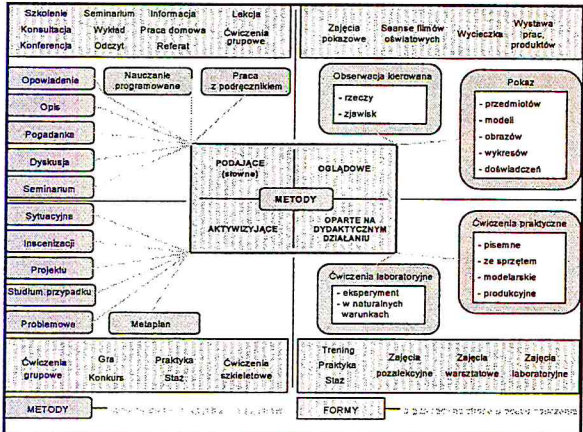 Szkolenie Seminarium Informacja Lekcja
Konsultacja Wykład Praca domowa Ćwiczenia grupowe
Konferencja Odczyt Referat
Zajęcia pokazowe
Seanse filmów oświatowych
Wycieczka
Wystawa prac, produktów
Opowiadanie
Nauczanie
programowane
Praca
z podręcznikiem
Opis
Pogadanka
Dyskusja
Seminarium
Obserwacja kierowana
- rzeczy
- zjawisk
Pokaz
- przedmiotów
- modeli
- obrazów
- wykresów
- doświadczeń
PODAJĄCE
(słowne)
OGLĄDOWE
METODY
AKTYWIZUJĄCE
OPARTE NA
DYDAKTYCZNYM
DZIAŁANIU
Sytuacyjna
Inscenizacji
Projektu
Studium przypadku
Problemowa
Metaplan
Ćwiczenia laboratoryjne
- eksperyment
- w naturalnych
warunkach
Ćwiczenia praktyczne
- pisemne
- ze sprzętem
- modelarskie
- produkcyjne
Ćwiczenia
grupowe
Gra
Konkurs
Praktyka
Staż
Ćwiczenia
szkieletowe
Trening
Praktyka
Staż
Zajęcia
pozalekcyjne
Zajęcia
warsztatowe
Zajęcia
laboratoryjne
METODY
FORMY